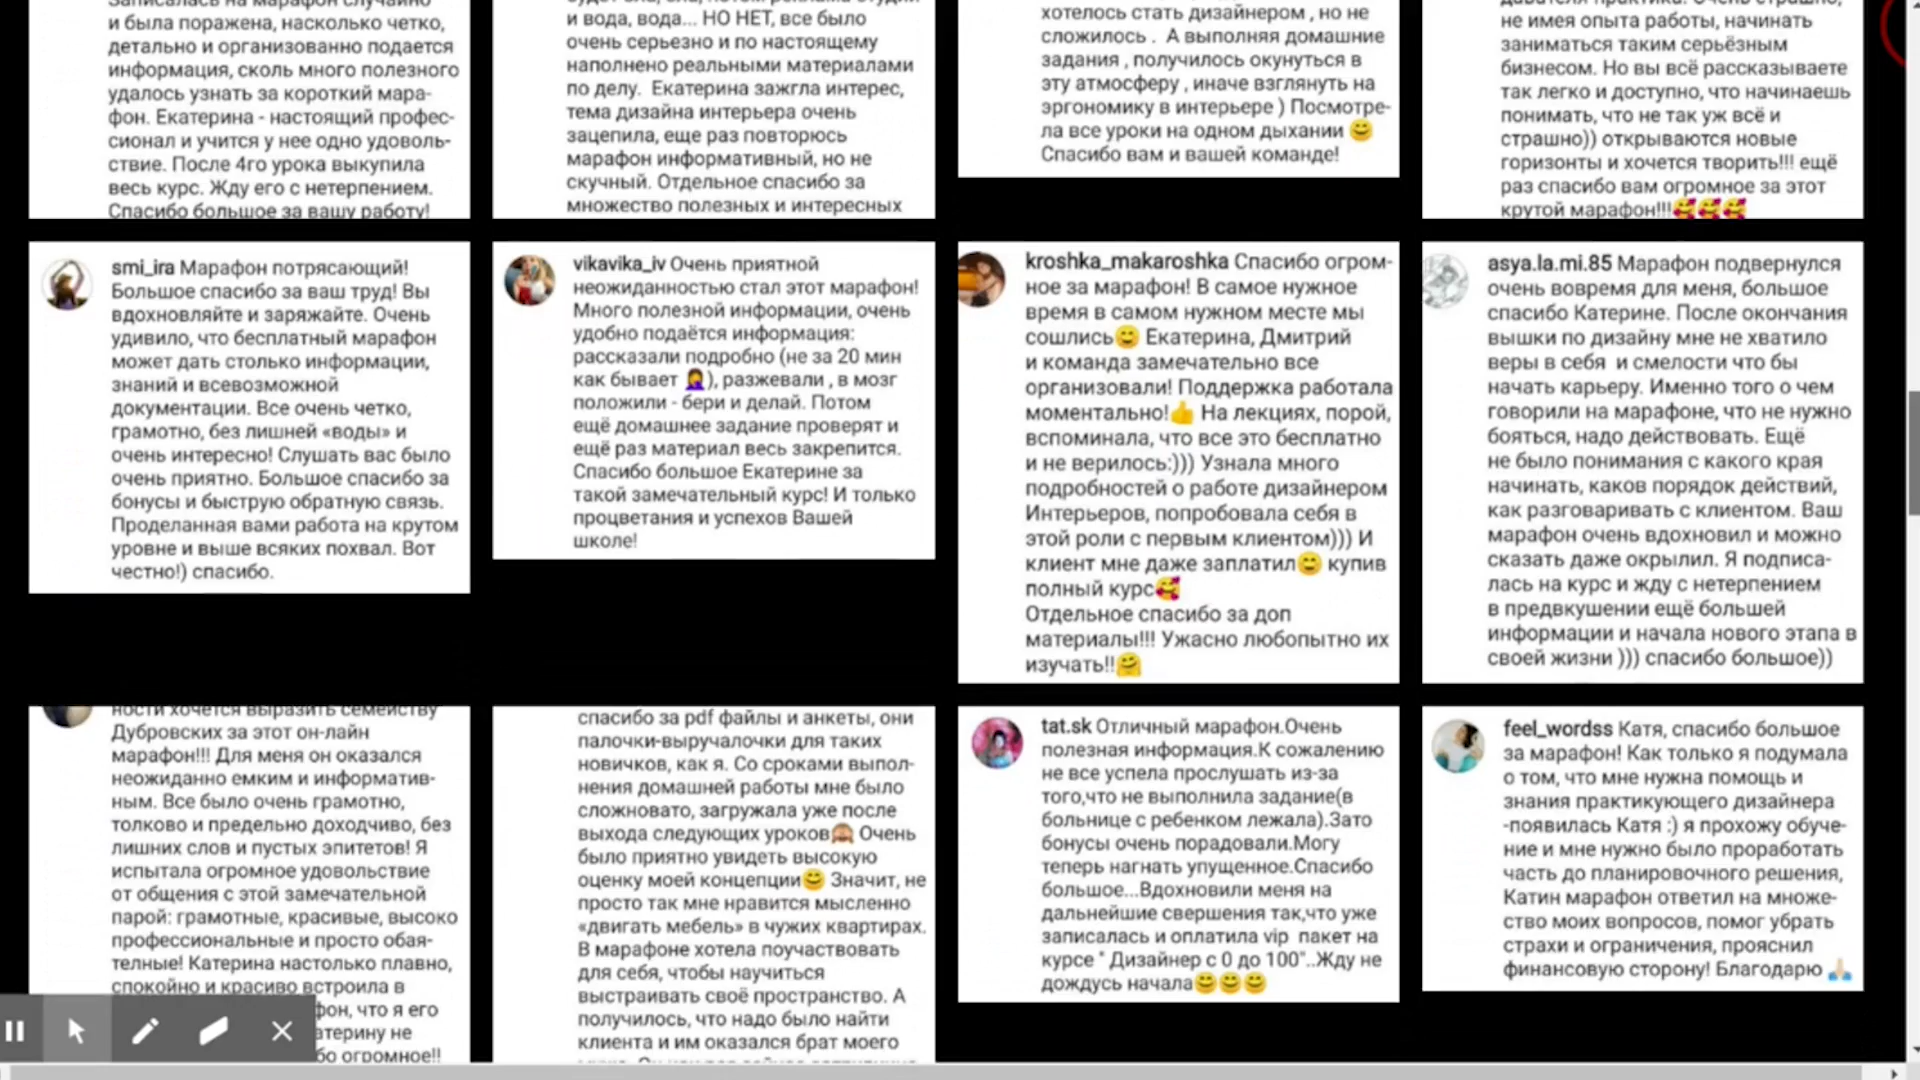 Записалась на марафон случайно
и была поражена, насколько четко,
детально и организованно подается
информация, сколь много полезного
удалось узнать за короткий мара-
фон. Екатерина - настоящий профес-
сионал и учится у нее одно удоволь-
ствие. После 4го урока выкупила
весь курс. Жду его с нетерпением.
Спасибо большое за вашу работу!
и вода, вода... НО НЕТ, все было
очень серьезно и по настоящему
наполнено реальными материалами
по делу. Екатерина зажгла интерес,
тема дизайна интерьера очень
зацепила, еще раз повторюсь
марафон информативный, но не
скучный. Отдельное спасибо за
множество полезных и интересных
хотелось стать дизайнером , но не
сложилось . А выполняя домашние
задания , получилось окунуться в
эту атмосферу , иначе взглянуть на
эргономику в интерьере ) Посмотре-
ла все уроки на одном дыхании 😊
Спасибо вам и вашей команде!
не имея опыта работы, начинать
заниматься таким серьёзным
бизнесом. Но вы всё рассказываете
так легко и доступно, что начинаешь
понимать, что не так уж всё и
страшно)) открываются новые
горизонты и хочется творить!!! ещё
раз спасибо вам огромное за этот
крутой марафон!!!🥰🥰🥰
smi_ira Марафон потрясающий!
Большое спасибо за ваш труд! Вы
вдохновляйте и заряжайте. Очень
удивило, что бесплатный марафон
может дать столько информации,
знаний и всевозможной
документации. Все очень четко,
грамотно, без лишней «воды» и
очень интересно! Слушать вас было
очень приятно. Большое спасибо за
бонусы и быструю обратную связь.
Проделанная вами работа на крутом
уровне и выше всяких похвал. Вот
честно!) спасибо.
vikavika_iv Очень приятной
неожиданностью стал этот марафон!
Много полезной информации, очень
удобно подаётся информация:
рассказали подробно (не за 20 мин
как бывает 🤦‍♀️), разжевали , в мозг
положили - бери и делай. Потом
ещё домашнее задание проверят и
ещё раз материал весь закрепится.
Спасибо большое Екатерине за
такой замечательный курс! И только
процветания и успехов Вашей
школе!
kroshka_makaroshka Спасибо огром-
ное за марафон! В самое нужное
время в самом нужном месте мы
сошлись😊 Екатерина, Дмитрий
и команда замечательно все
организовали! Поддержка работала
моментально!👍 На лекциях, порой,
вспоминала, что все это бесплатно
и не верилось:))) Узнала много
подробностей о работе дизайнером
Интерьеров, попробовала себя в
этой роли с первым клиентом))) И
клиент мне даже заплатил😊 купив
полный курс🥰
Отдельное спасибо за доп
материалы!!! Ужасно любопытно их
изучать!!🤗
asya.la.mi.85 Марафон подвернулся
очень вовремя для меня, большое
спасибо Катерине. После окончания
вышки по дизайну мне не хватило
веры в себя и смелости что бы
начать карьеру. Именно того о чем
говорили на марафоне, что не нужно
бояться, надо действовать. Ещё
не было понимания с какого края
начинать, каков порядок действий,
как разговаривать с клиентом. Ваш
марафон очень вдохновил и можно
сказать даже окрылил. Я подписа-
лась на курс и жду с нетерпением
в предвкушении ещё большей
информации и начала нового этапа в
своей жизни ))) спасибо большое))
ности хочется выразить семейству
Дубровских за этот он-лайн
марафон!!! Для меня он оказался
неожиданно емким и информатив-
ным. Все было очень грамотно,
толково и предельно доходчиво, без
лишних слов и пустых эпитетов! Я
испытала огромное удовольствие
от общения с этой замечательной
парой: грамотные, красивые, высоко
профессиональные и просто обая-
тельные! Катерина настолько плавно,
спокойно и красиво встроила в
фон, что я его
атерину не
бо огромное!!
спасибо за pdf файлы и анкеты, они
палочки-выручалочки для таких
новичков, как я. Со сроками выпол-
нения домашней работы мне было
сложновато, загружала уже после
выхода следующих уроков🙈 Очень
было приятно увидеть высокую
оценку моей концепции😊 Значит, не
просто так мне нравится мысленно
«двигать мебель» в чужих квартирах.
В марафоне хотела поучаствовать
для себя, чтобы научиться
выстраивать своё пространство. А
получилось, что надо было найти
клиента и им оказался брат моего
tat.sk Отличный марафон.Очень
полезная информация.К сожалению
не все успела прослушать из-за
того,что не выполнила задание(в
больнице с ребенком лежала).Зато
бонусы очень порадовали.Могу
теперь нагнать упущенное.Спасибо
большое...Вдохновили меня на
дальнейшие свершения так,что уже
записалась и оплатила vip пакет на
курсе " Дизайнер с 0 до 100"..Жду не
дождусь начала😊😊😊
feel_wordss Катя, спасибо большое
за марафон! Как только я подумала
о том, что мне нужна помощь и
знания практикующего дизайнера
-появилась Катя :) я прохожу обуче-
ние и мне нужно было проработать
часть до планировочного решения,
Катин марафон ответил на множе-
ство моих вопросов, помог убрать
страхи и ограничения, прояснил
финансовую сторону! Благодарю 🙏🏻